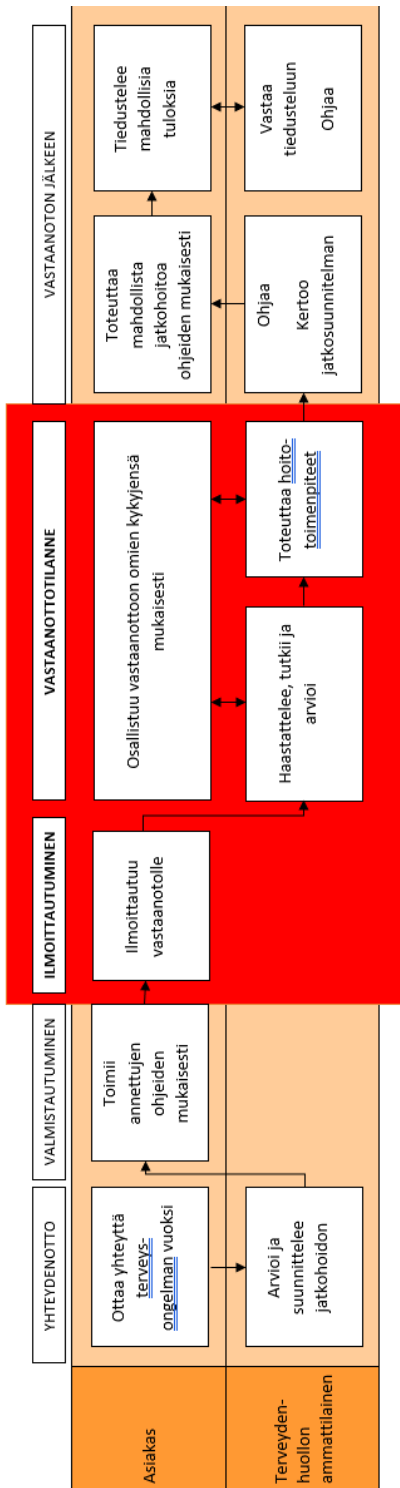 YHTEYDENOTTO
VALMISTAUTUMINEN
ILMOITTAUTUMINEN
VASTAANOTTOTILANNE
VASTAANOTON JÄLKEEN
Asiakas
Ottaa yhteyttä
terveys-
ongelman vuoksi
Toimii
annettujen
ohjeiden
mukaisesti
Ilmoittautuu
vastaanotolle
Osallistuu vastaanottoon omien kykyjensä
mukaisesti
Toteuttaa
mahdollista
jatkohoitoa
ohjeiden mukaisesti
Tiedustelee
mahdollisia
tuloksia
Terveyden-
huollon
ammattilainen
Arvioi ja
suunnittelee
jatkohoidon
Haastattelee, tutkii ja
arvioi
Toteuttaa hoito-
toimenpiteet
Ohjaa
Kertoo
jatkosuunnitelman
Vastaa
tiedusteluun
Ohjaa